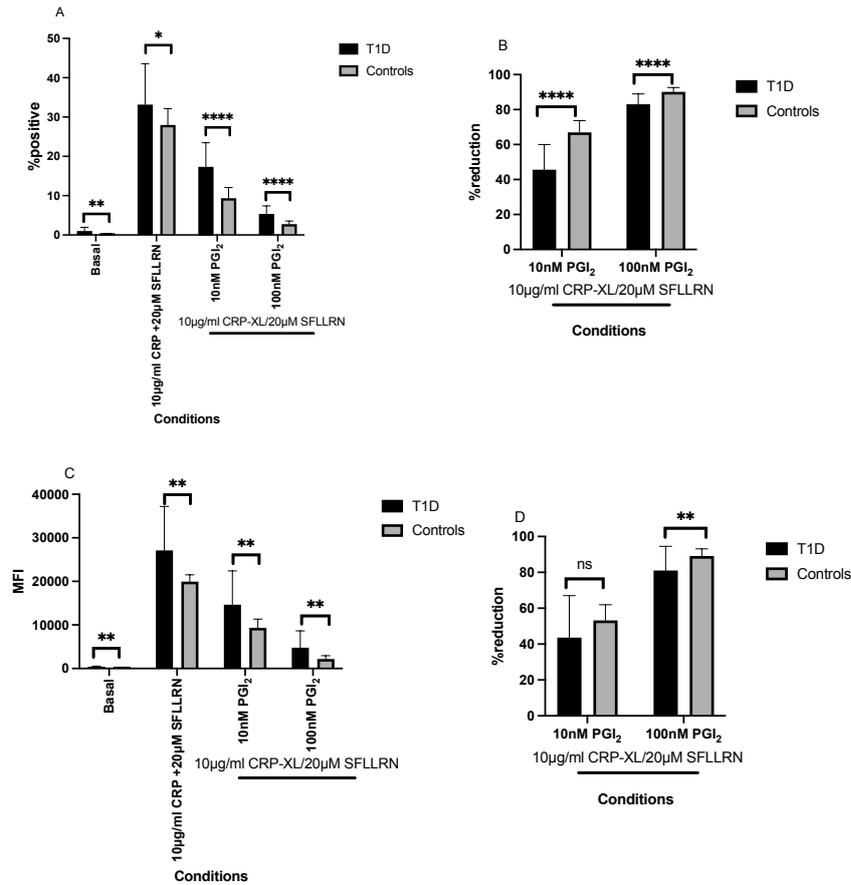 A
50
40
30
20
10
0
%positive
*
**
****
****
T1D
Controls
Basal
10µg/ml CRP +20µM SFLLRN
10nM PGI₂
100nM PGI₂
10µg/ml CRP-XL/20µM SFLLRN
Conditions
B
100
80
60
40
20
0
%reduction
****
****
T1D
Controls
10nM PGI₂
100nM PGI₂
10µg/ml CRP-XL/20µM SFLLRN
Conditions
C
40000
30000
20000
10000
0
MFI
**
**
**
**
T1D
Controls
Basal
10µg/ml CRP +20µM SFLLRN
10nM PGI₂
100nM PGI₂
10µg/ml CRP-XL/20µM SFLLRN
Conditions
D
100
80
60
40
20
0
%reduction
ns
**
T1D
Controls
10nM PGI₂
100nM PGI₂
10µg/ml CRP-XL/20µM SFLLRN
Conditions